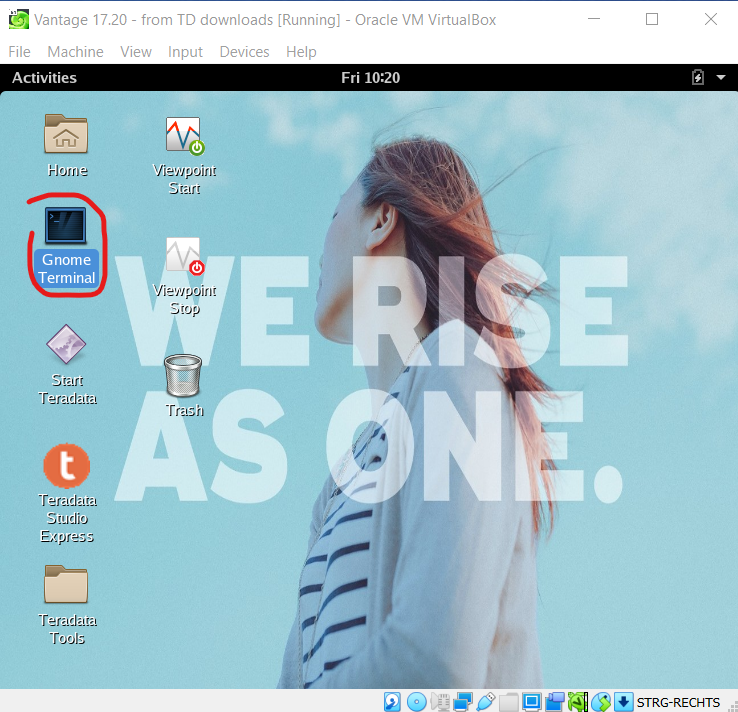 Vantage 17.20 - from TD downloads [Running] - Oracle VM VirtualBox
File Machine View Input Devices Help
Activities Fri 10:20
Home
Viewpoint
Start
Gnome
Terminal
Viewpoint
Stop
WE RISE
AS ONE.
Start
Teradata
Trash
t
Teradata
Studio
Express
Teradata
Tools
STRG-RECHTS